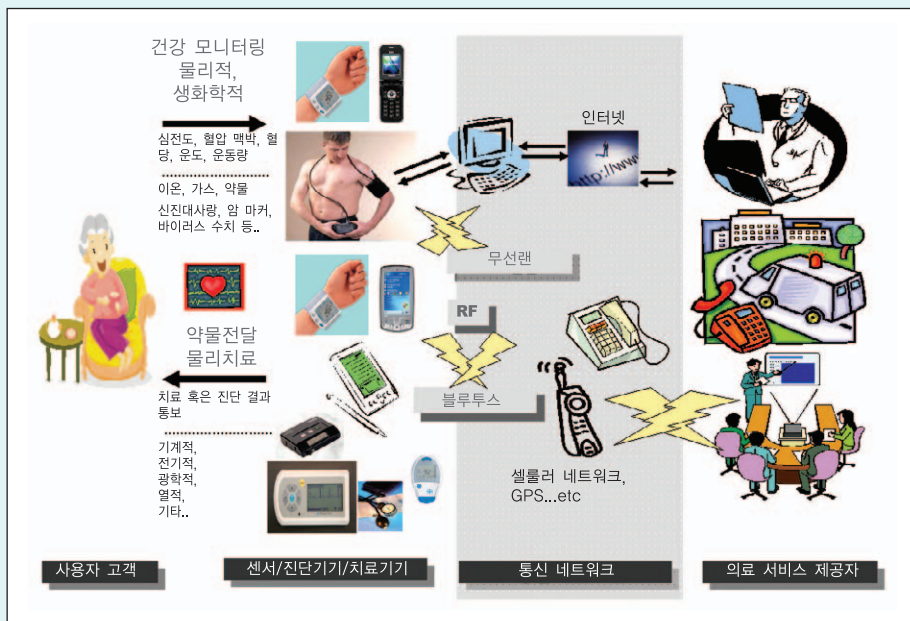 건강 모니터링
물리적,
생화학적
심전도, 혈압 맥박, 혈
당, 운도, 운동량
이온, 가스, 약물
신진대사랑, 암 마커,
바이러스 수치 등..
약물전달
물리치료
치료 혹은 진단 결과
통보
기계적,
전기적,
광학적,
열적,
기타..
인터넷
http://www
무선랜
RF
블루투스
셀룰러 네트워크,
GPS...etc
사용자 고객
센서/진단기기/치료기기
통신 네트워크
의료 서비스 제공자